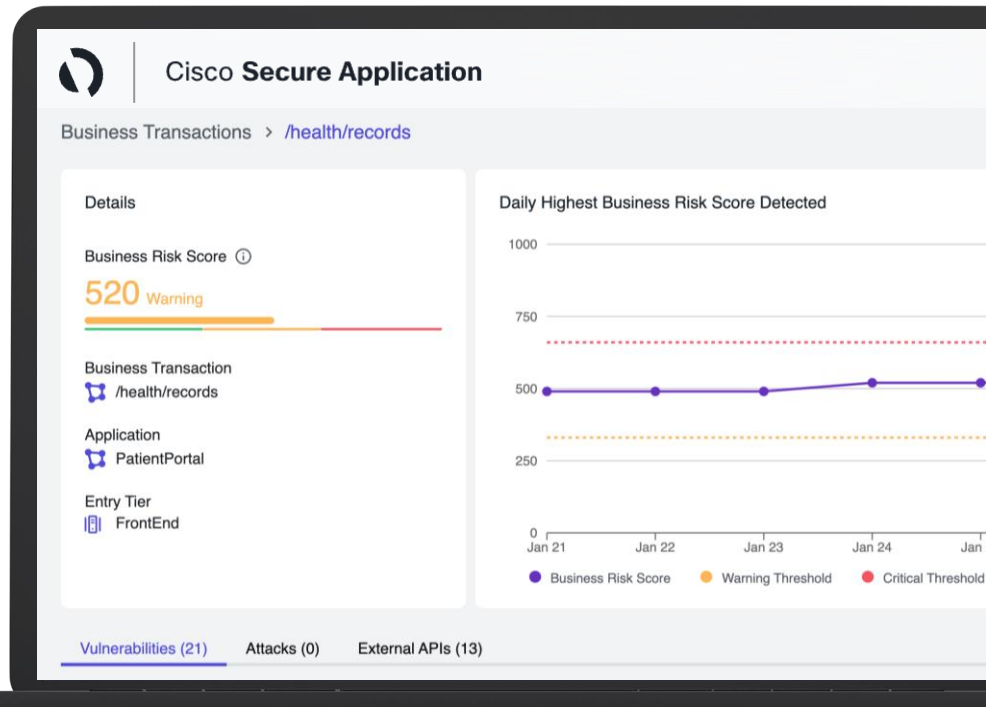 Cisco Secure Application
Business Transactions > /health/records
Details
Business Risk Score
520 Warning
Business Transaction
/health/records
Application
PatientPortal
Entry Tier
FrontEnd
Daily Highest Business Risk Score Detected
1000
750
500
250
0
Jan 21 Jan 22 Jan 23 Jan 24 Jan
Business Risk Score Warning Threshold Critical Threshold
Vulnerabilities (21) Attacks (0) External APIs (13)